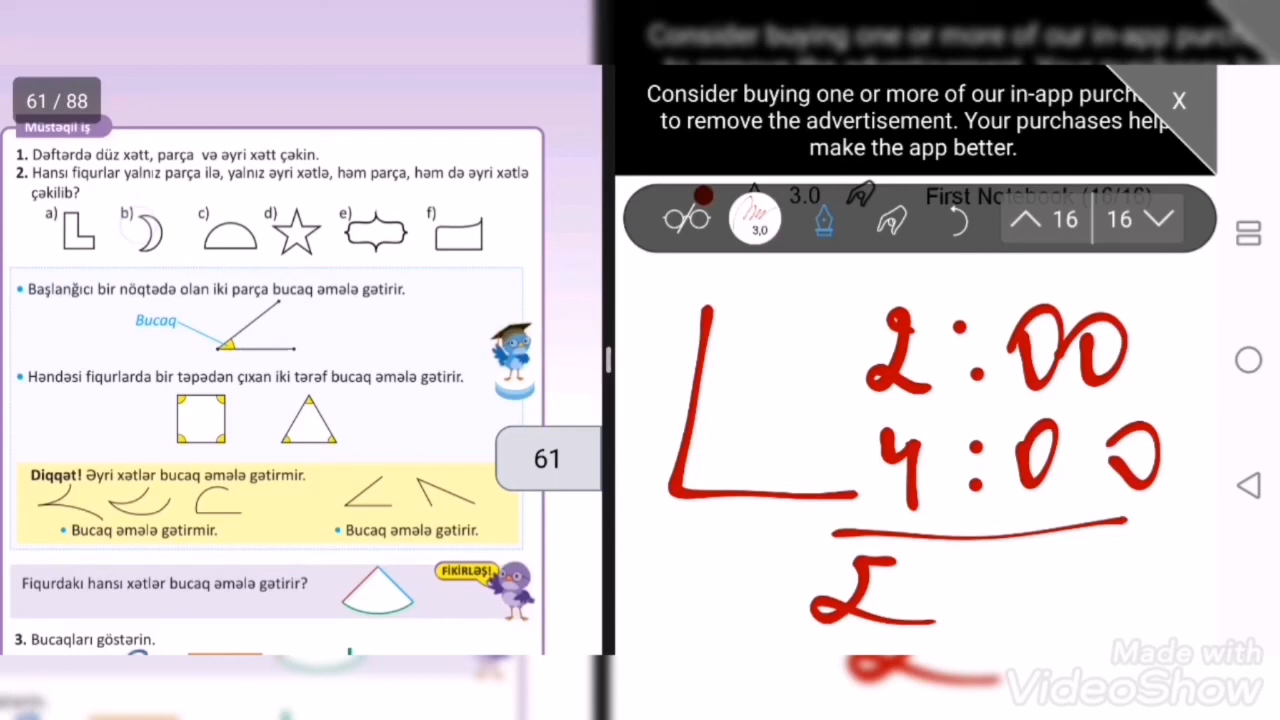 61 / 88
Müstəqil iş
1. Dəftərdə düz xətt, parça və əyri xətt çəkin.
2. Hansı fiqurlar yalnız parça ilə, yalnız əyri xətlə, həm parça, həm də əyri xətlə
çəkilib?
a) b) c) d) e) f)
• Başlanğıcı bir nöqtədə olan iki parça bucaq əmələ gətirir.
Bucaq
• Həndəsi fiqurlarda bir təpədən çıxan iki tərəf bucaq əmələ gətirir.
61
Diqqət! Əyri xətlər bucaq əmələ gətirmir.
• Bucaq əmələ gətirmir.
• Bucaq əmələ gətirir.
Fiqurdakı hansı xətlər bucaq əmələ gətirir?
FİKİRLƏŞ!
3. Bucaqları göstərin.
Consider buying one or more of our in-app purch
to remove the advertisement. Your purchases help
make the app better.
X
3.0 First Notebook (16/16)
3,0
16 16
2:00
4:00
2
Made with
VideoShow